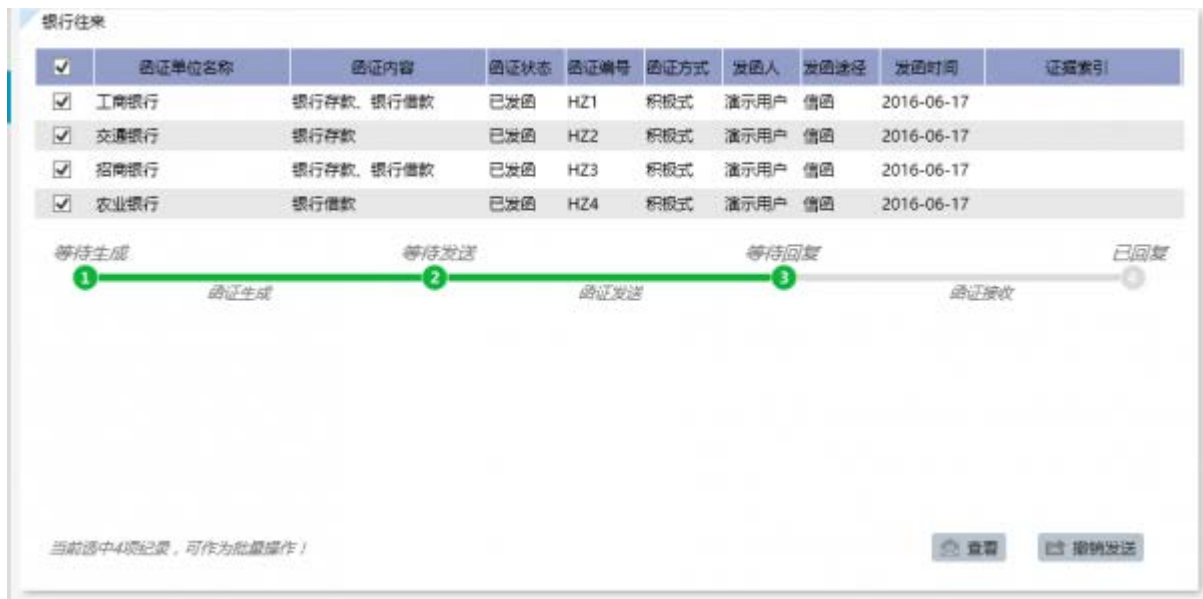 银行往来
函证单位名称 函证内容 函证状态 函证编号 函证方式 发函人 发函途径 发函时间 证据索引
工商银行 银行存款、银行借款 已发函 HZ1 积极式 演示用户 信函 2016-06-17
交通银行 银行存款 已发函 HZ2 积极式 演示用户 信函 2016-06-17
招商银行 银行存款、银行借款 已发函 HZ3 积极式 演示用户 信函 2016-06-17
农业银行 银行借款 已发函 HZ4 积极式 演示用户 信函 2016-06-17
等待生成 等待发送 等待回复 已回复
1 2 3 4
函证生成 函证发送 函证接收
当前选中4项纪录，可作为批量操作！ 查看 撤销发送